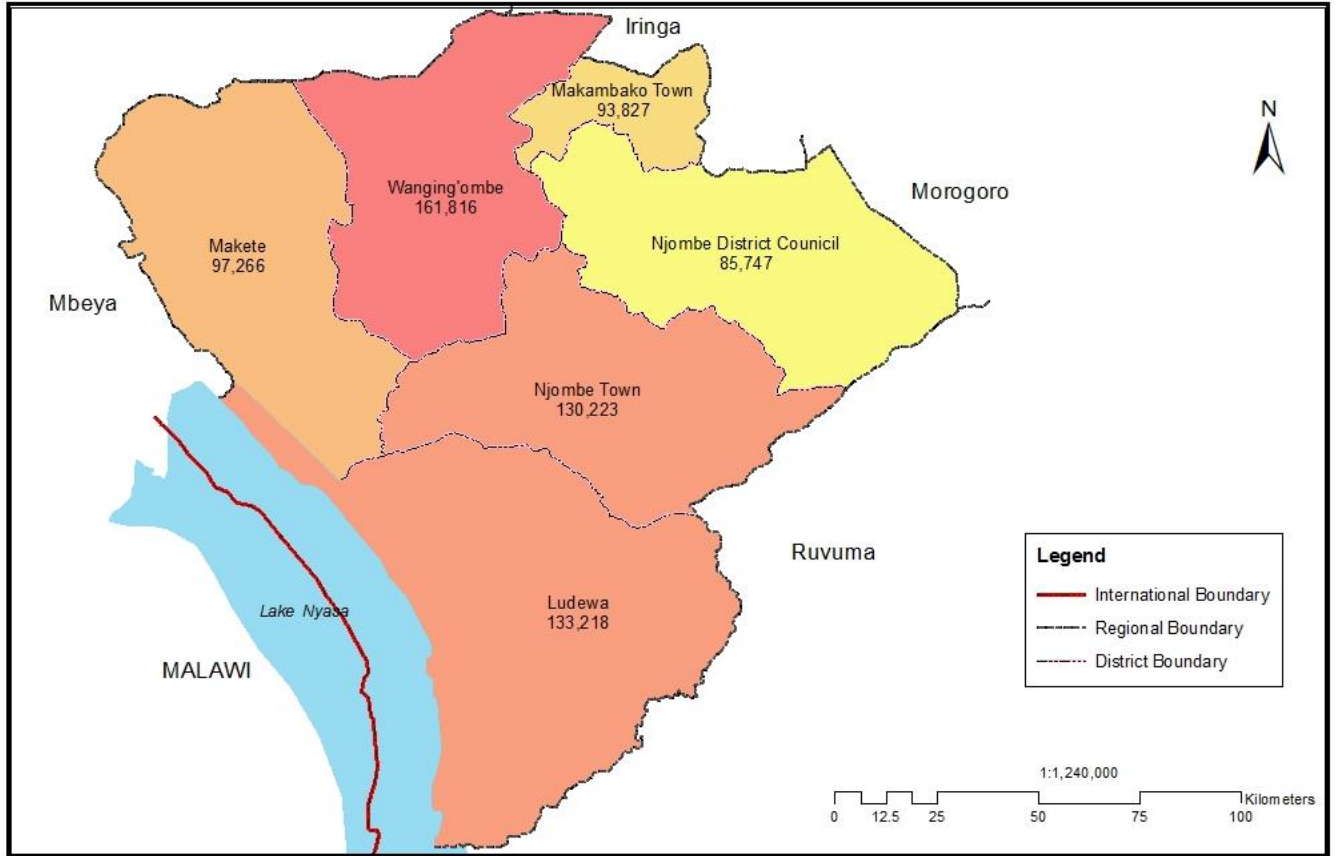 Iringa
Makambako Town
93,827
N
Wanging'ombe
161,816
Morogoro
Makete
97,266
Njombe District Counicil
85,747
Mbeya
Njombe Town
130,223
Ruvuma
Legend
International Boundary
Regional Boundary
District Boundary
Ludewa
133,218
Lake Nyasa
MALAWI
1:1,240,000
Kilometers
0 12.5 25 50 75 100